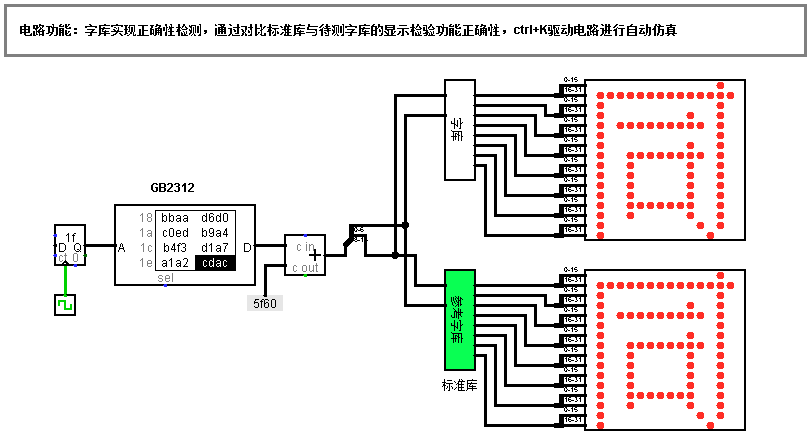 电路功能：字库实现正确性检测，通过对比标准库与待测字库的显示检验功能正确性，ctrl+K驱动电路进行自动仿真
GB2312
1f
D Q
ct 0
A
18 bbaa d6d0
1a c0ed b9a4
1c b4f3 d1a7
1e a1a2 cdac
sel
D
c in
+
c out
5f60
0-6
字库
0-15
16-31
0-15
16-31
0-15
16-31
0-15
16-31
0-15
16-31
0-15
16-31
0-15
16-31
0-15
16-31
参考字库
标准库
0-15
16-31
0-15
16-31
0-15
16-31
0-15
16-31
0-15
16-31
0-15
16-31
0-15
16-31
0-15
16-31